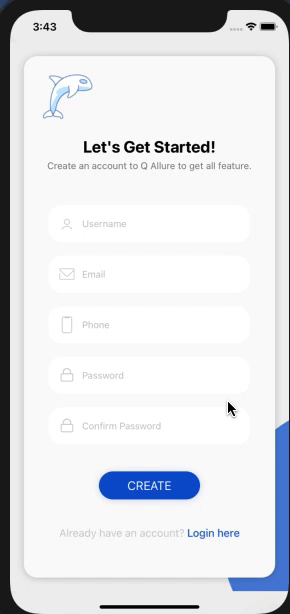 3:43
Let's Get Started!
Create an account to Q Allure to get all feature.
Username
Email
Phone
Password
Confirm Password
CREATE
Already have an account? Login here